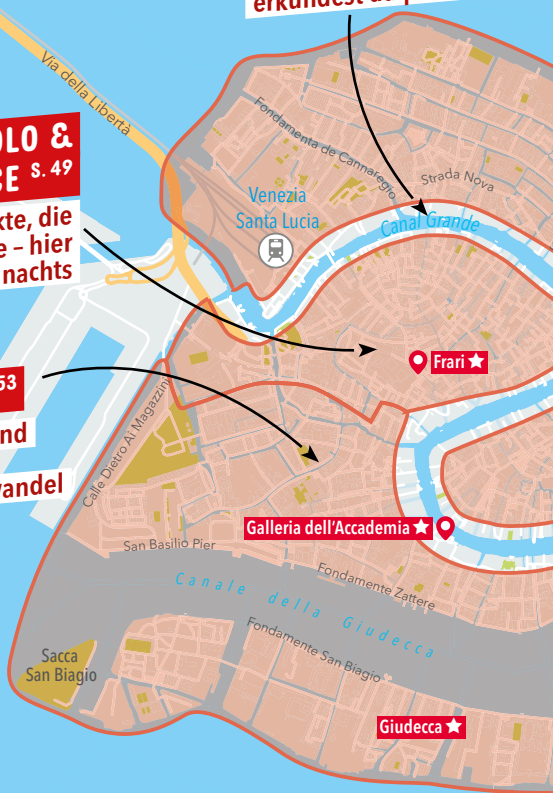 erkundest du
Via della Libertà
OLO &
CE S. 49
kte, die
e – hier
nachts
Fondamenta de Cannaregio
Strada Nova
Venezia
Santa Lucia
Canal Grande
Frari
53
nd
wandel
Calle Dietro Ai Magazzini
Galleria dell'Accademia
San Basilio Pier
Fondamente Zattere
Canale della Giudecca
Fondamente San Biagio
Sacca
San Biagio
Giudecca